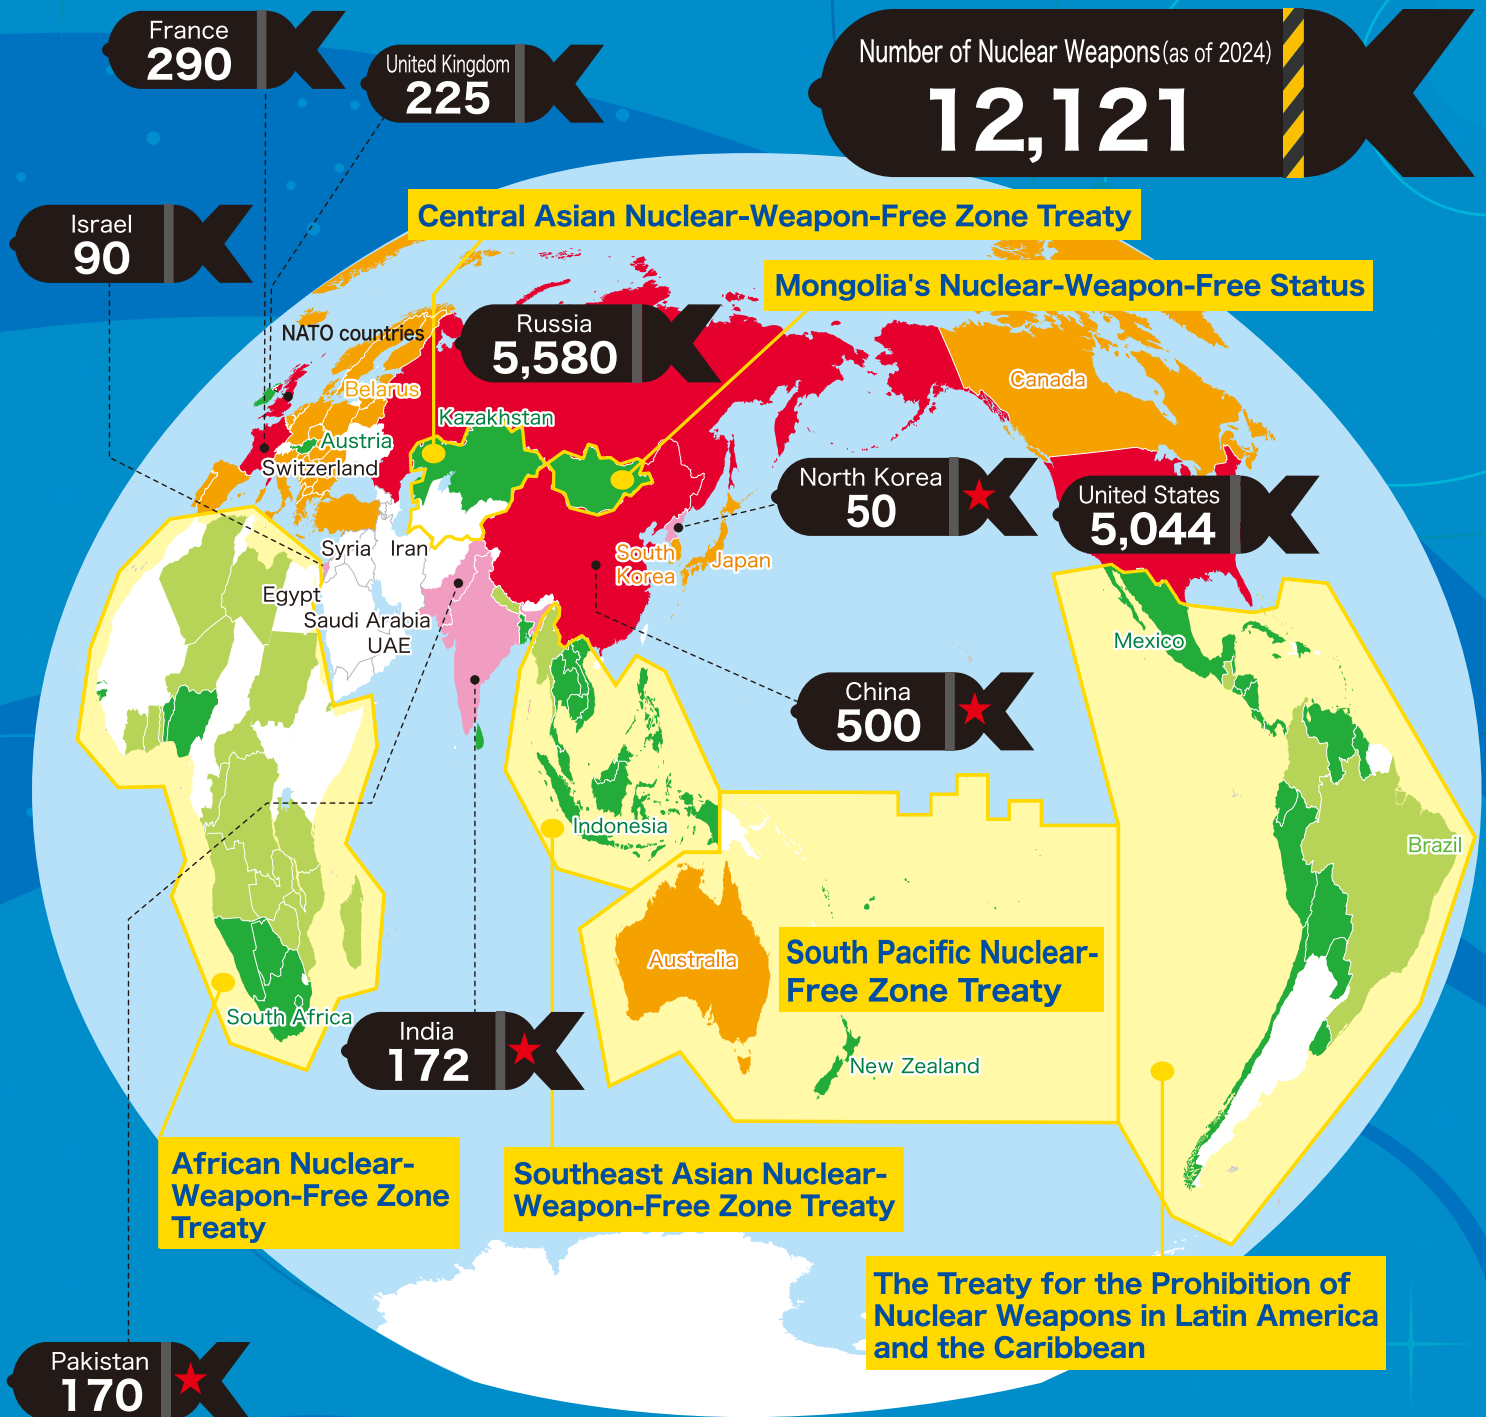 France
290
United Kingdom
225
Number of Nuclear Weapons(as of 2024)
12,121
Israel
90
Central Asian Nuclear-Weapon-Free Zone Treaty
Mongolia's Nuclear-Weapon-Free Status
NATO countries
Russia
5,580
Belarus
Canada
Kazakhstan
Austria
Switzerland
North Korea
50
United States
5,044
Syria
Iran
South
Korea
Japan
Egypt
Saudi Arabia
UAE
Mexico
China
500
Indonesia
Brazil
Australia
South Pacific Nuclear-
Free Zone Treaty
South Africa
India
172
New Zealand
African Nuclear-
Weapon-Free Zone
Treaty
Southeast Asian Nuclear-
Weapon-Free Zone Treaty
The Treaty for the Prohibition of
Nuclear Weapons in Latin America
and the Caribbean
Pakistan
170